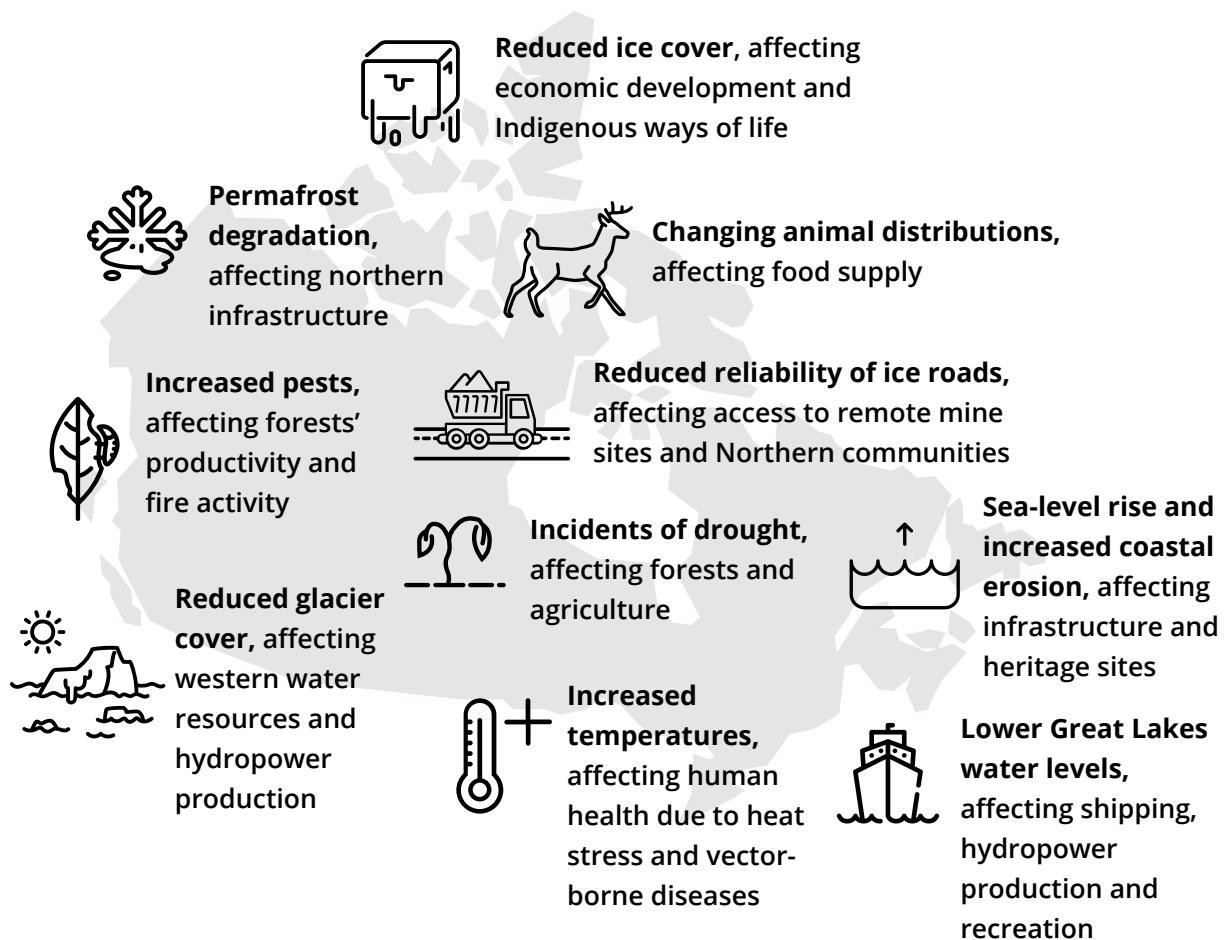 Reduced ice cover, affecting
economic development and
Indigenous ways of life
Permafrost
degradation,
affecting northern
infrastructure
Changing animal distributions,
affecting food supply
Increased pests,
affecting forests’
productivity and
fire activity
Reduced reliability of ice roads,
affecting access to remote mine
sites and Northern communities
Incidents of drought,
affecting forests and
agriculture
Sea-level rise and
increased coastal
erosion, affecting
infrastructure and
heritage sites
Reduced glacier
cover, affecting
western water
resources and
hydropower
production
Increased
temperatures,
affecting human
health due to heat
stress and vector-
borne diseases
Lower Great Lakes
water levels,
affecting shipping,
hydropower
production and
recreation